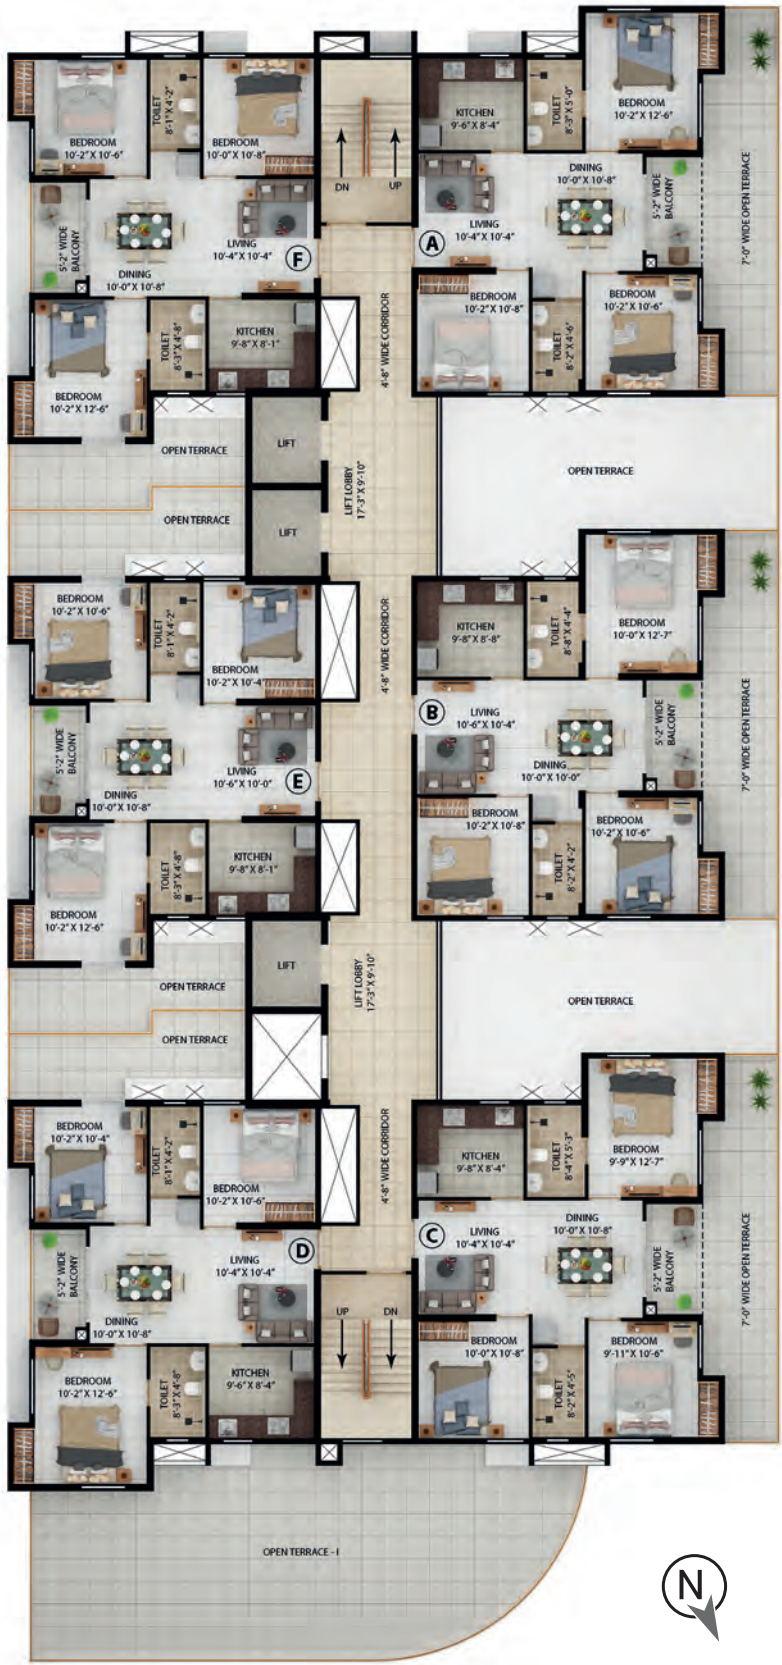 BEDROOM
10'-2" X 10'-6"
TOILET
8'-1" X 4'-2"
BEDROOM
10'-0" X 10'-8"
DN
UP
5'-2" WIDE
BALCONY
LIVING
10'-4" X 10'-4"
F
DINING
10'-0" X 10'-8"
BEDROOM
10'-2" X 12'-6"
TOILET
8'-3" X 4'-8"
KITCHEN
9'-8" X 8'-1"
KITCHEN
9'-6" X 8'-4"
TOILET
8'-3" X 5'-0"
BEDROOM
10'-2" X 12'-6"
DINING
10'-0" X 10'-8"
5'-2" WIDE
BALCONY
7'-0" WIDE OPEN TERRACE
LIVING
10'-4" X 10'-4"
A
BEDROOM
10'-2" X 10'-8"
TOILET
8'-2" X 4'-6"
BEDROOM
10'-2" X 10'-6"
4'-8" WIDE CORRIDOR
OPEN TERRACE
OPEN TERRACE
LIFT
LIFT
LIFT LOBBY
17'-3" X 9'-10"
OPEN TERRACE
BEDROOM
10'-2" X 10'-6"
TOILET
8'-1" X 4'-2"
BEDROOM
10'-2" X 10'-4"
4'-8" WIDE CORRIDOR
5'-2" WIDE
BALCONY
LIVING
10'-6" X 10'-0"
E
DINING
10'-0" X 10'-8"
BEDROOM
10'-2" X 12'-6"
TOILET
8'-3" X 4'-8"
KITCHEN
9'-8" X 8'-1"
KITCHEN
9'-8" X 8'-8"
TOILET
8'-8" X 4'-4"
BEDROOM
10'-0" X 12'-7"
B
LIVING
10'-6" X 10'-4"
DINING
10'-0" X 10'-0"
5'-2" WIDE
BALCONY
7'-0" WIDE OPEN TERRACE
BEDROOM
10'-2" X 10'-8"
TOILET
8'-2" X 4'-2"
BEDROOM
10'-2" X 10'-6"
OPEN TERRACE
OPEN TERRACE
LIFT
LIFT LOBBY
17'-3" X 9'-10"
OPEN TERRACE
BEDROOM
10'-2" X 10'-4"
TOILET
8'-1" X 4'-2"
BEDROOM
10'-2" X 10'-6"
4'-8" WIDE CORRIDOR
5'-2" WIDE
BALCONY
LIVING
10'-4" X 10'-4"
D
DINING
10'-0" X 10'-8"
BEDROOM
10'-2" X 12'-6"
TOILET
8'-3" X 4'-8"
KITCHEN
9'-6" X 8'-4"
UP
DN
KITCHEN
9'-8" X 8'-4"
TOILET
8'-4" X 5'-3"
BEDROOM
9'-9" X 12'-7"
C
LIVING
10'-4" X 10'-4"
DINING
10'-0" X 10'-8"
5'-2" WIDE
BALCONY
7'-0" WIDE OPEN TERRACE
BEDROOM
10'-0" X 10'-8"
TOILET
8'-2" X 4'-5"
BEDROOM
9'-11" X 10'-6"
OPEN TERRACE - I
N